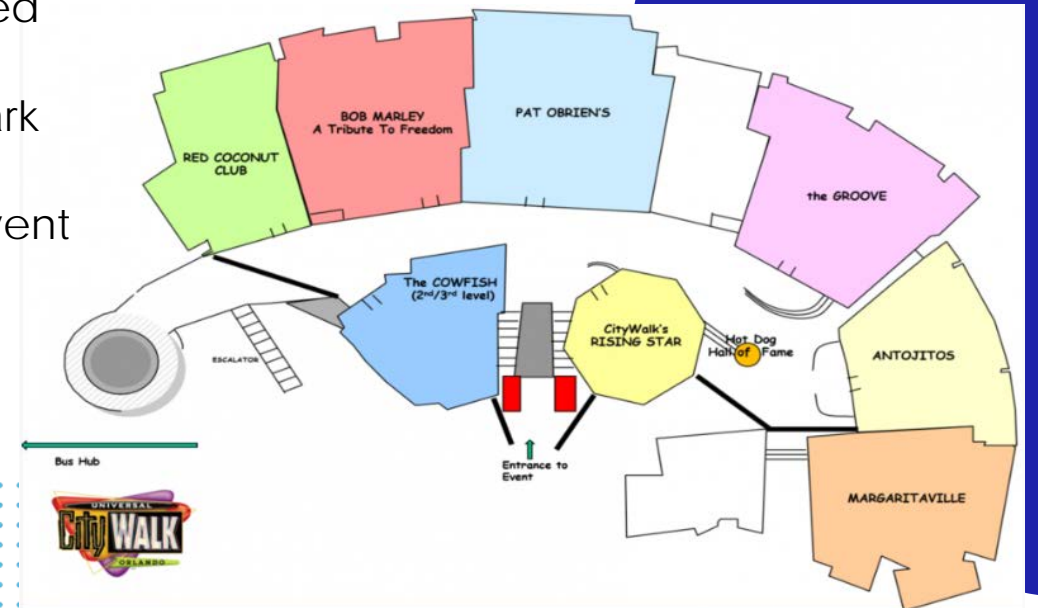 ed
ark
vent
RED COCONUT
CLUB
BOB MARLEY
A Tribute To Freedom
PAT OBRIEN'S
the GROOVE
The COWFISH
(2nd/3rd level)
CityWalk's
RISING STAR
Hot Dog
Hall of Fame
ANTOJITOS
ESCALATOR
MARGARITAVILLE
Entrance to
Event
Bus Hub
UNIVERSAL
City WALK
ORLANDO